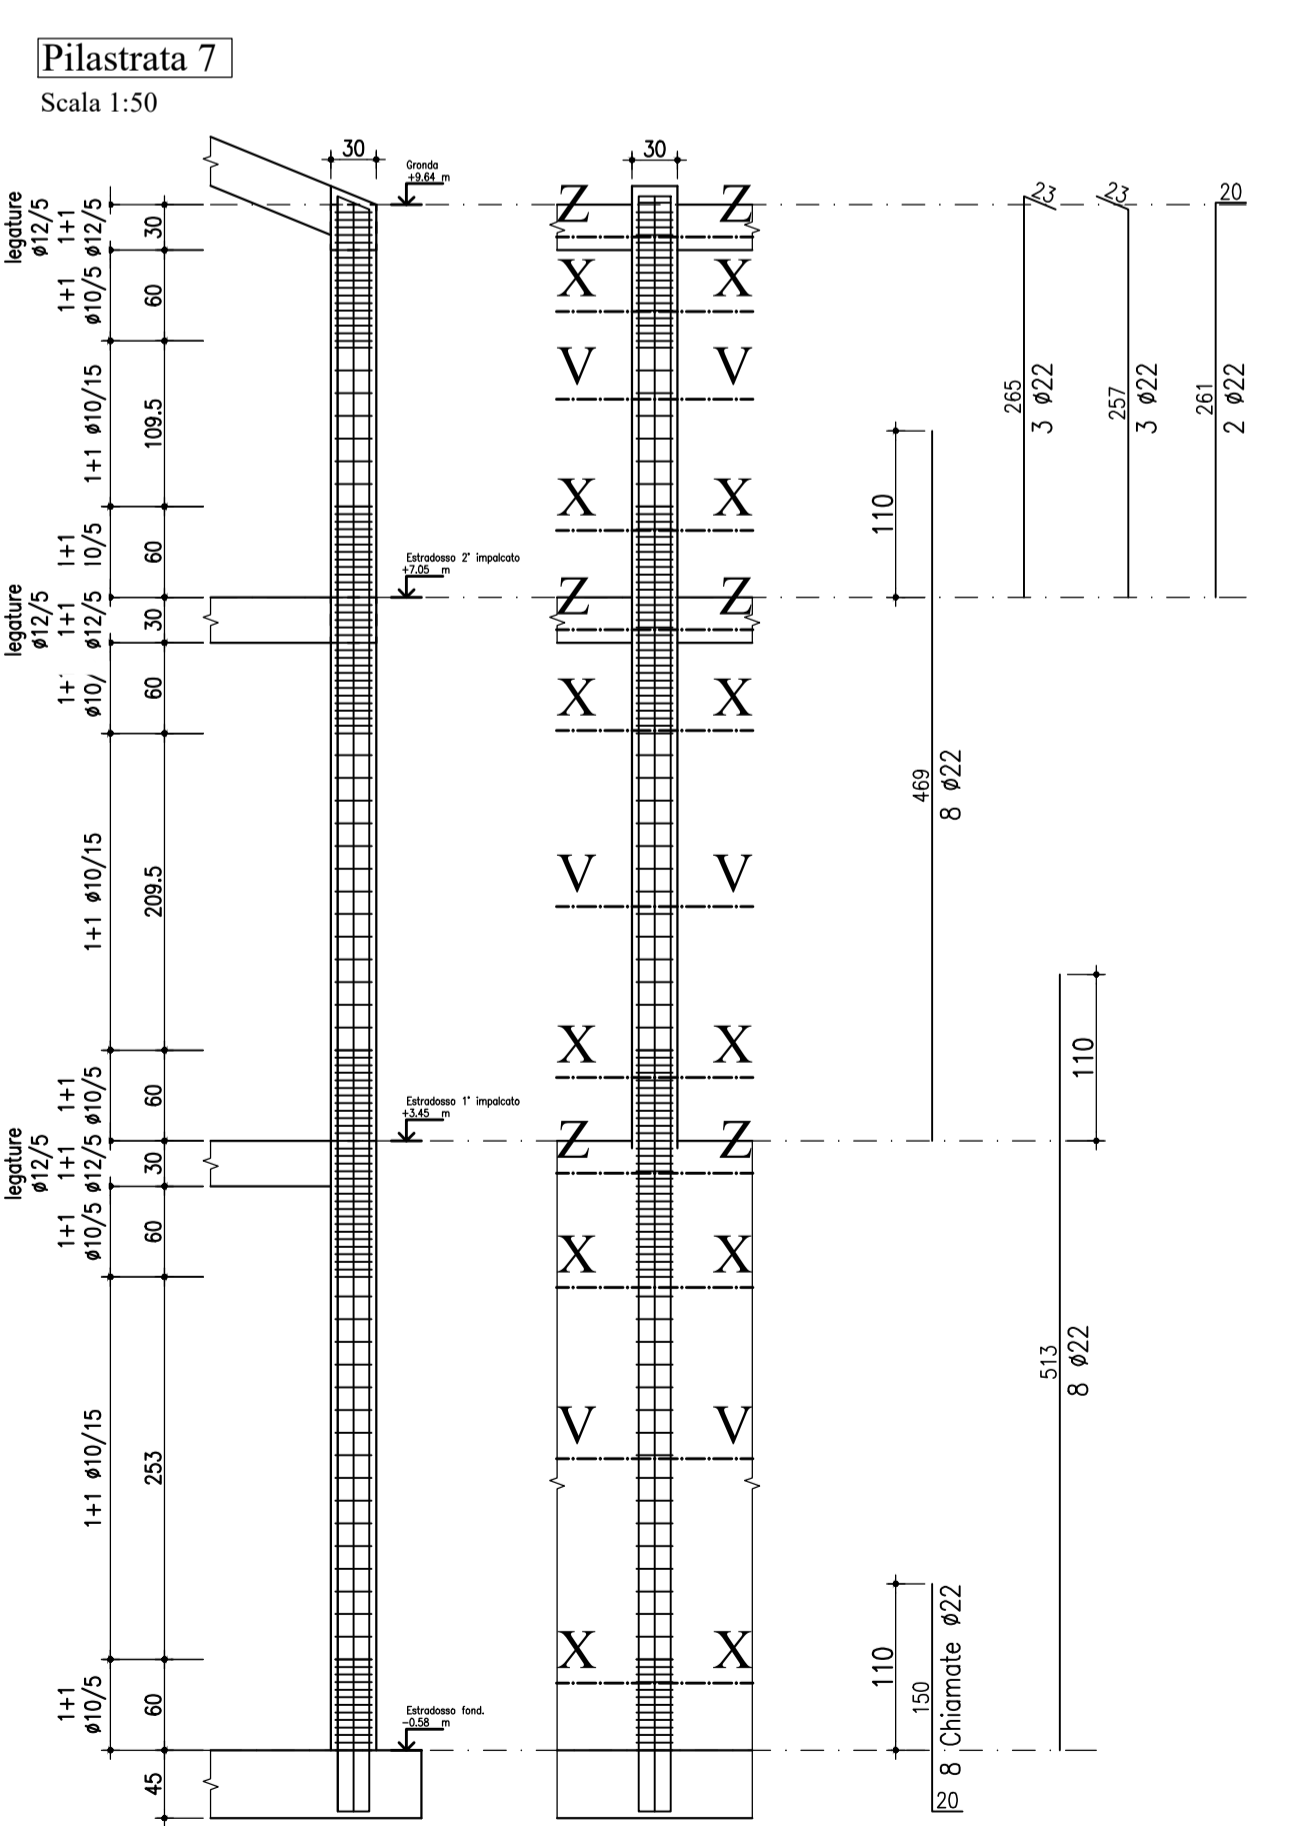 Pilastrata 7
Scala 1:50
30
30
Gronda
+9.64 m
legature
ø12/5
1+1
ø12/5
30
Z Z
23
23
20
1+1
ø10/5
60
X X
1+1 ø10/15
109.5
V V
265
3 ø22
257
3 ø22
261
2 ø22
110
X X
1+1
10/5
60
Estradosso 2° impalcato
+7.05 m
legature
ø12/5
1+1
ø12/5
30
Z Z
1+
ø10/
60
X X
469
8 ø22
1+1 ø10/15
209.5
V V
110
X X
1+1
ø10/5
60
Estradosso 1° impalcato
+3.45 m
legature
ø12/5
1+1
ø12/5
30
Z Z
1+1
ø10/5
60
X X
513
8 ø22
1+1 ø10/15
253
V V
X X
1+1
ø10/5
60
110
150
8 Chiamate ø22
Estradosso fond.
-0.58 m
45
20